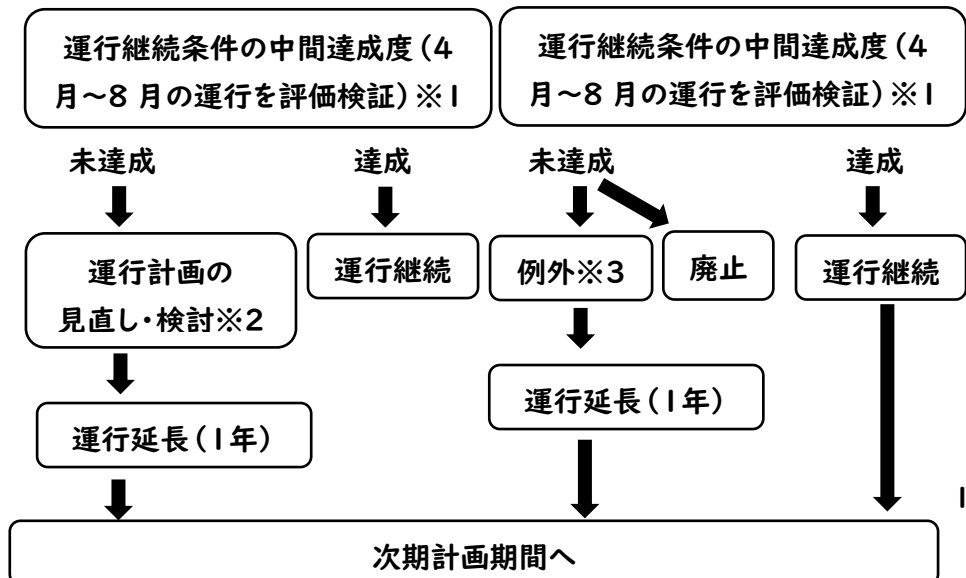 運行継続条件の中間達成度(4
月~8 月の運行を評価検証)※1
運行継続条件の中間達成度(4
月~8 月の運行を評価検証)※1
未達成
達成
未達成
達成
運行計画の
見直し・検討※2
運行継続
例外※3
廃止
運行継続
運行延長(1年)
運行延長(1年)
次期計画期間へ